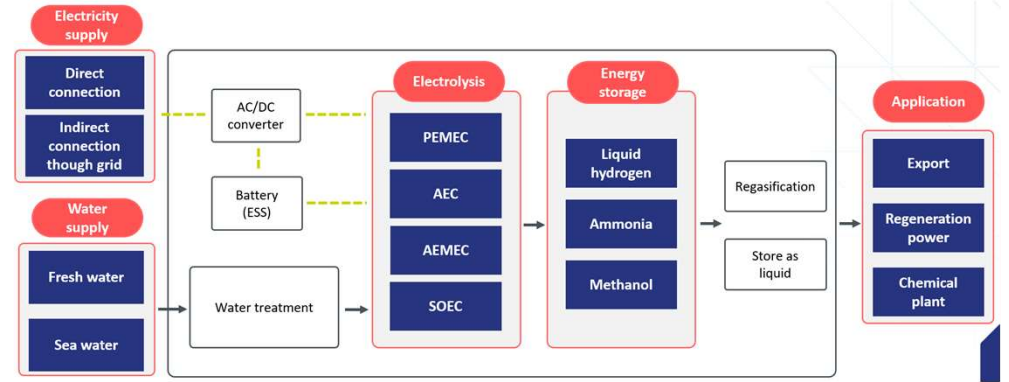 Electricity
supply
Direct
connection
Indirect
connection
though grid
Water
supply
Fresh water
Sea water
AC/DC
converter
Battery
(ESS)
Water treatment
Electrolysis
PEMEC
AEC
AEMEC
SOEC
Energy
storage
Liquid
hydrogen
Ammonia
Methanol
Regasification
Store as
liquid
Application
Export
Regeneration
power
Chemical
plant